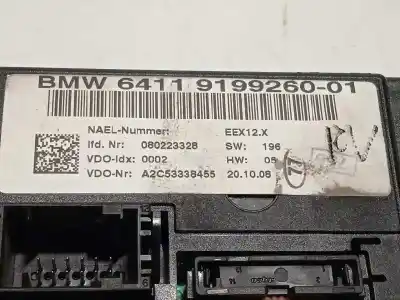 BMW 6411 9199260-01
NAEL-Nummer: EEX12.X
lfd. Nr: 080223328 SW: 196
VDO-Idx: 0002 HW: 05
VDO-Nr: A2C53338455 20.10.08